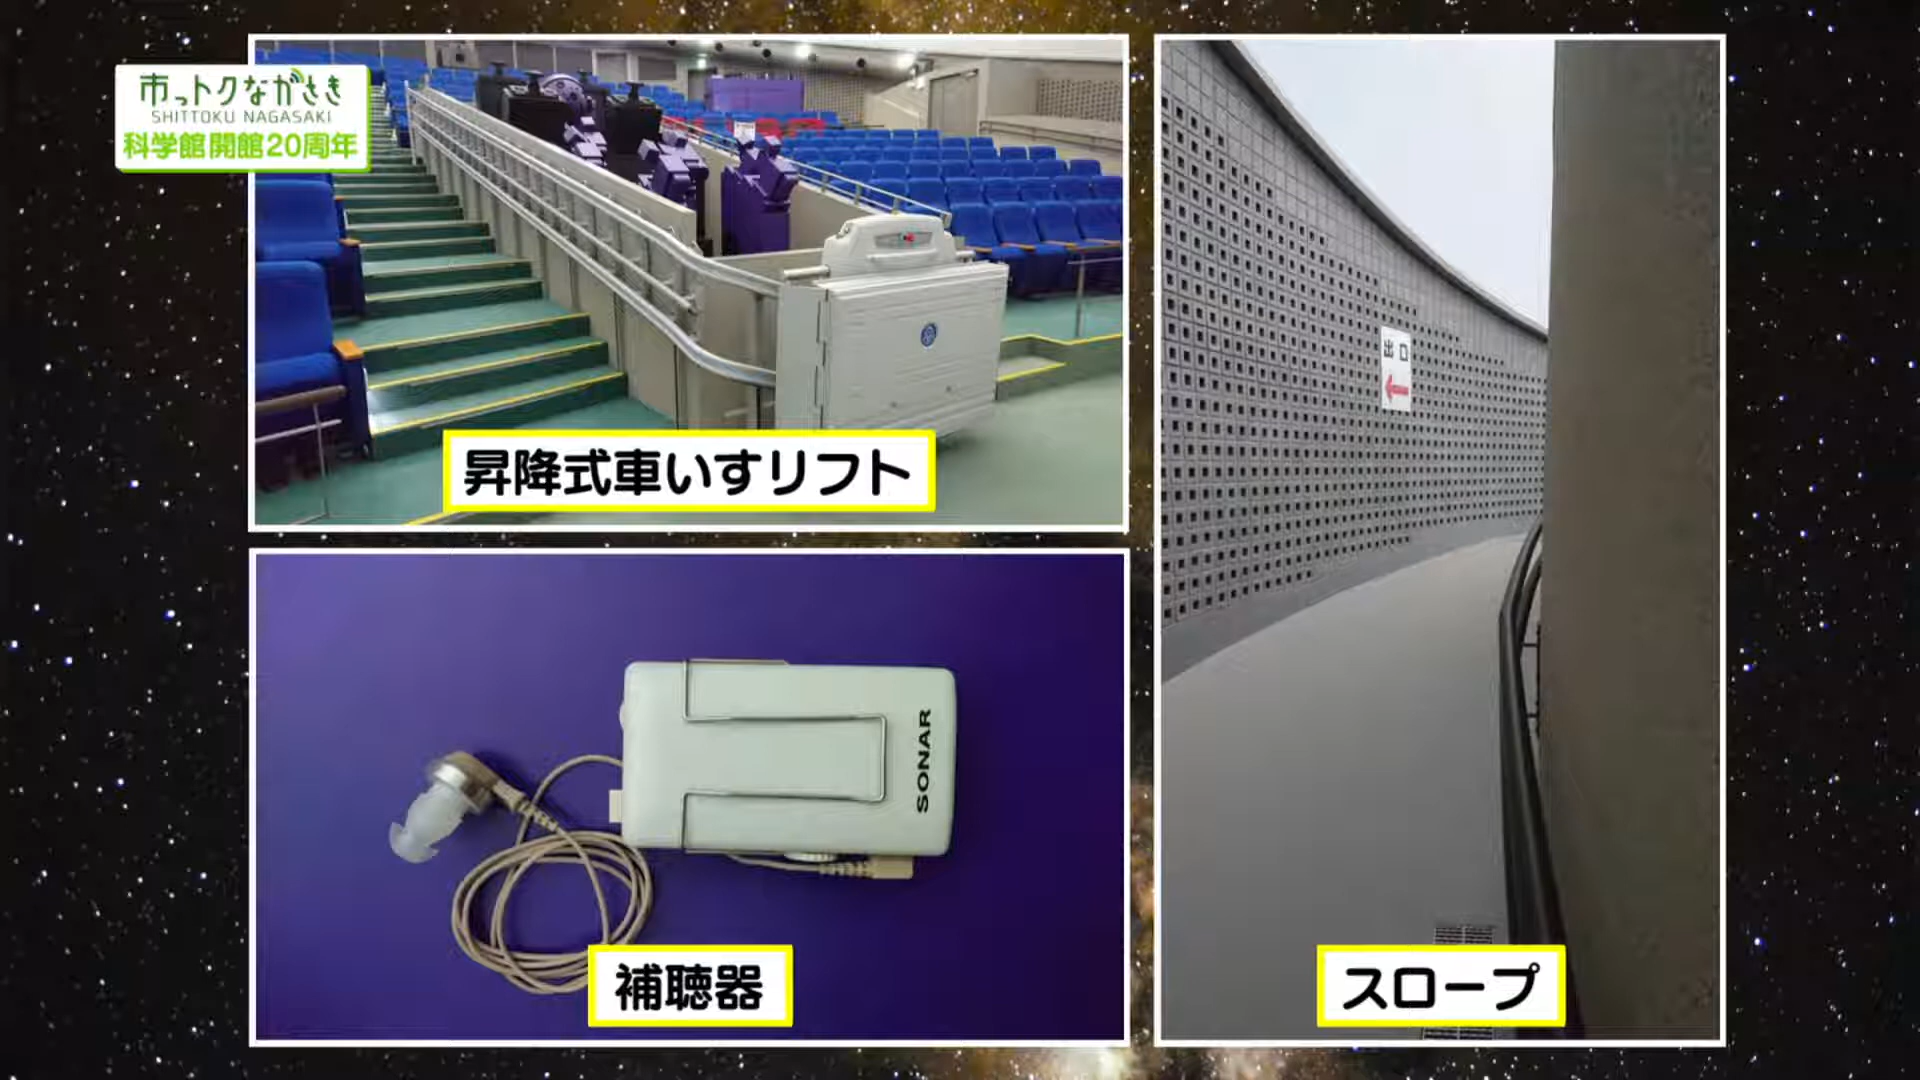 市っトクながさき
SHITTOKU NAGASAKI
科学館開館20周年
昇降式車いすリフト
出口
SONAR
補聴器
スロープ